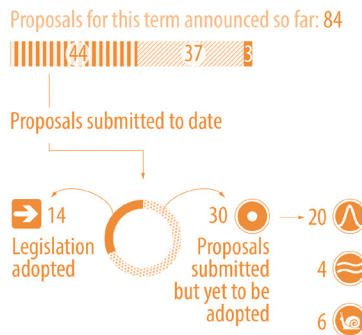 Proposals for this term announced so far: 84
44 37 3
Proposals submitted to date
14
Legislation
adopted
30
Proposals
submitted
but yet to be
adopted
20
4
6